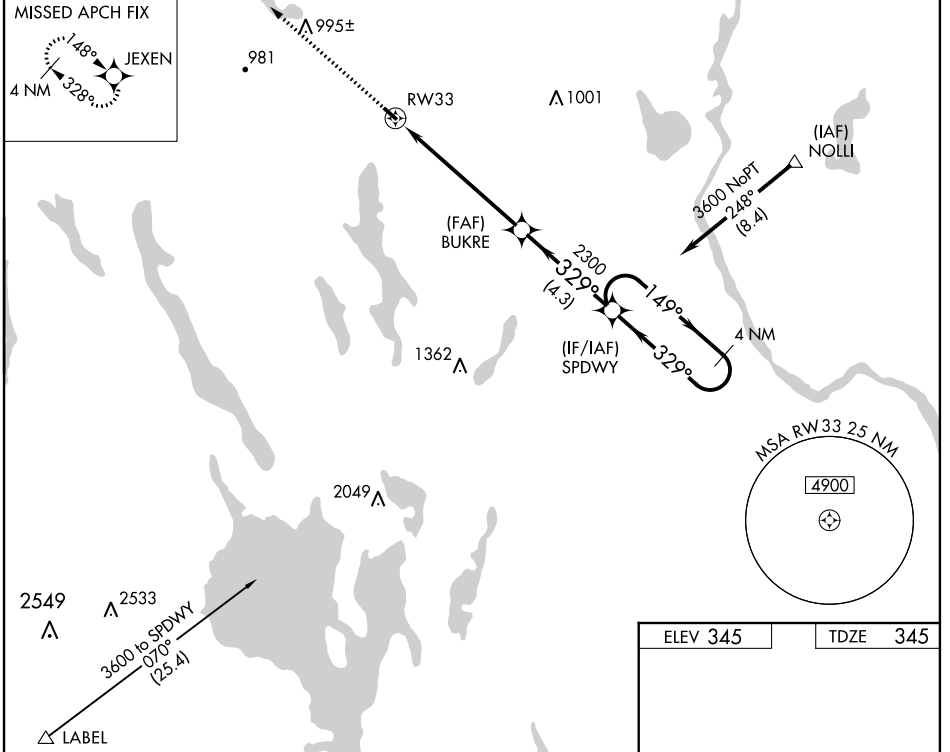 MISSED APCH FIX
148°
JEXEN
4 NM
328°
995±
981
RW33
1001
(IAF)
NOLLI
3600 NoPT
248°
(8.4)
(FAF)
BUKRE
2300
329°
(4.3)
149°
4 NM
1362
(IF/IAF)
SPDWY
329°
MSA RW33 25 NM
4900
2049
2549
2533
3600 to SPDWY
070°
(25.4)
LABEL
ELEV 345
TDZE 345